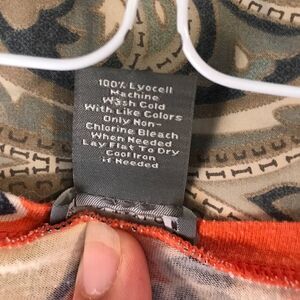 100% Lyocell
Machine
Wash Cold
With Like Colors
Only Non-
Chlorine Bleach
When Needed
Lay Flat To Dry
Cool Iron
if Needed